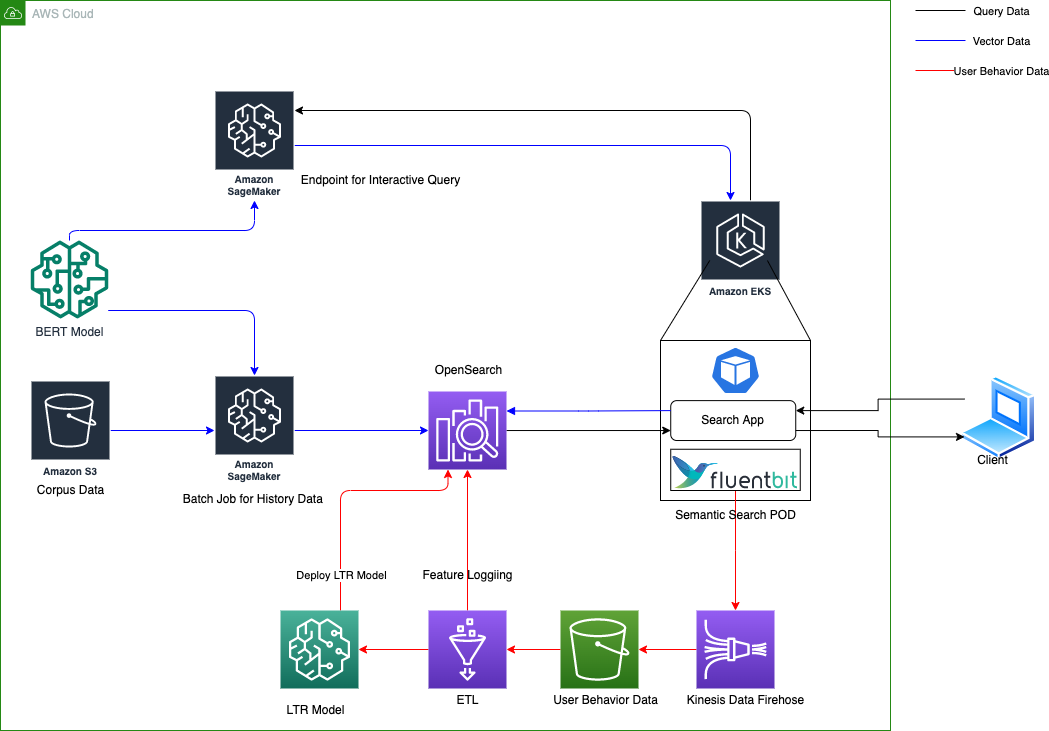 AWS Cloud
Query Data
Vector Data
User Behavior Data
Amazon
SageMaker
Endpoint for Interactive Query
K
Amazon EKS
BERT Model
OpenSearch
Search App
Amazon S3
Corpus Data
Amazon
SageMaker
Batch Job for History Data
fluentbit
Client
Semantic Search POD
Deploy LTR Model
Feature Loggiing
LTR Model
ETL
User Behavior Data
Kinesis Data Firehose